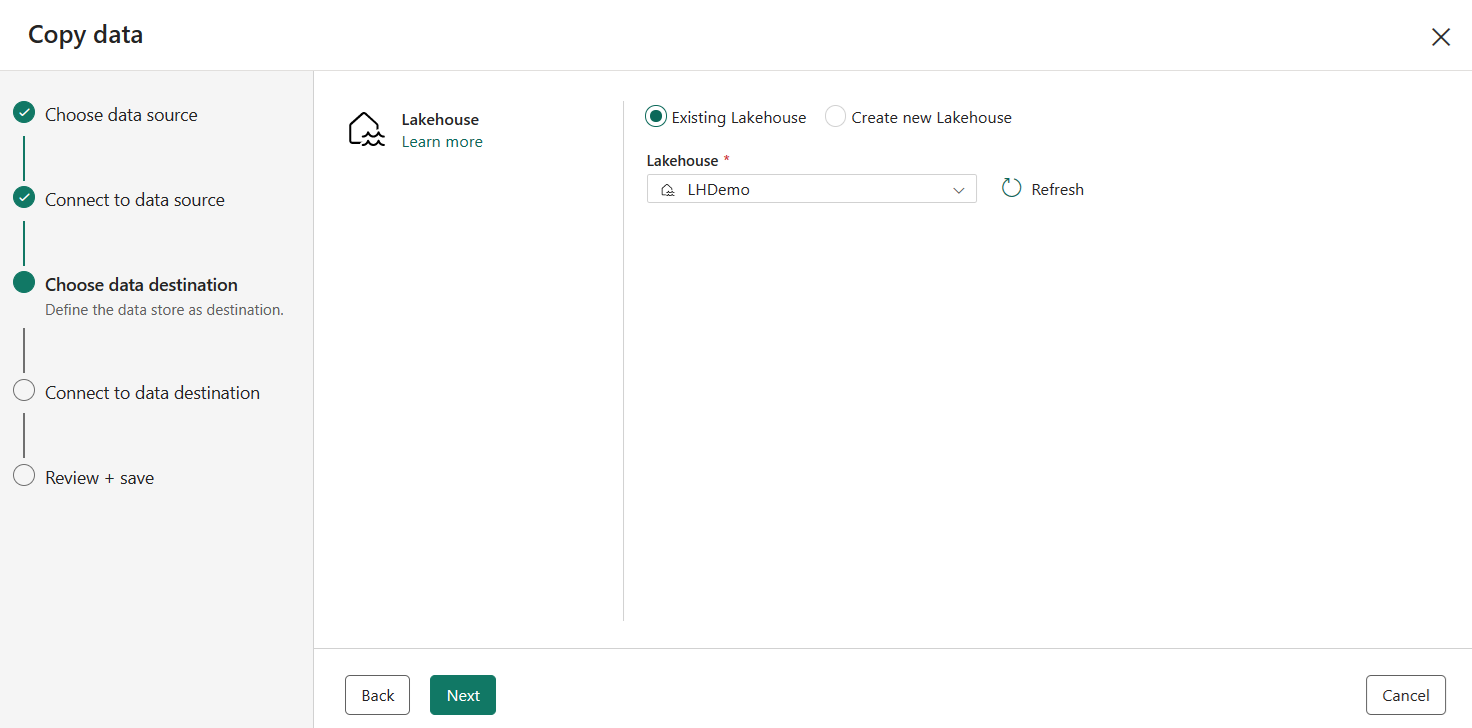 Copy data
Choose data source
Connect to data source
Choose data destination
Define the data store as destination.
Connect to data destination
Review + save
Lakehouse
Learn more
Existing Lakehouse Create new Lakehouse
Lakehouse *
LHDemo Refresh
Back Next Cancel